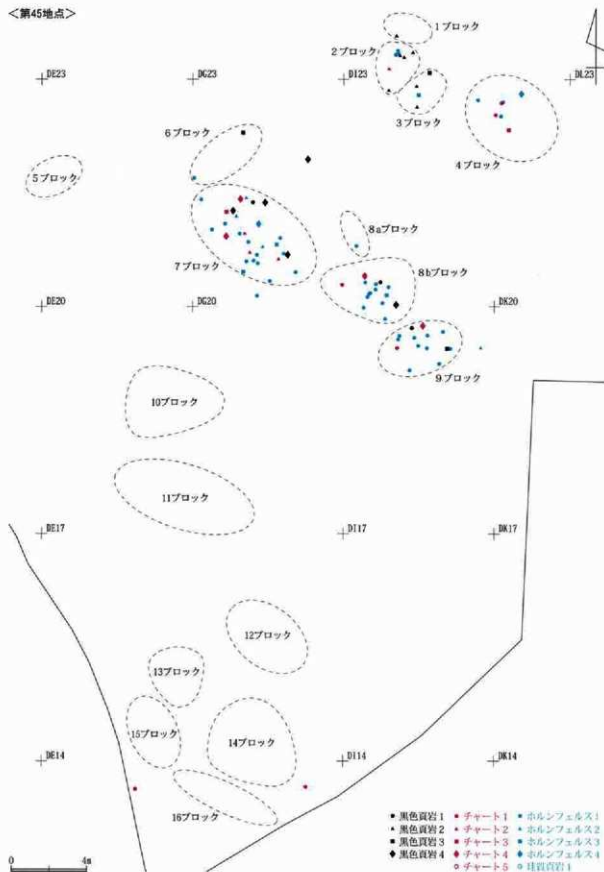 <第45地点>
1ブロック
2ブロック
DE23
DG23
DI23
DL23
3ブロック
6ブロック
4ブロック
5ブロック
8aブロック
7ブロック
8bブロック
DE20
DG20
DK20
9ブロック
10ブロック
11ブロック
DE17
DI17
DK17
12ブロック
13ブロック
15ブロック
14ブロック
DE14
DI14
DK14
16ブロック
黒色頁岩1 チャート1 ホルンフェルス1
黒色頁岩2 チャート2 ホルンフェルス2
黒色頁岩3 チャート3 ホルンフェルス3
黒色頁岩4 チャート4 ホルンフェルス4
チャート5 珪質頁岩1
0 4m